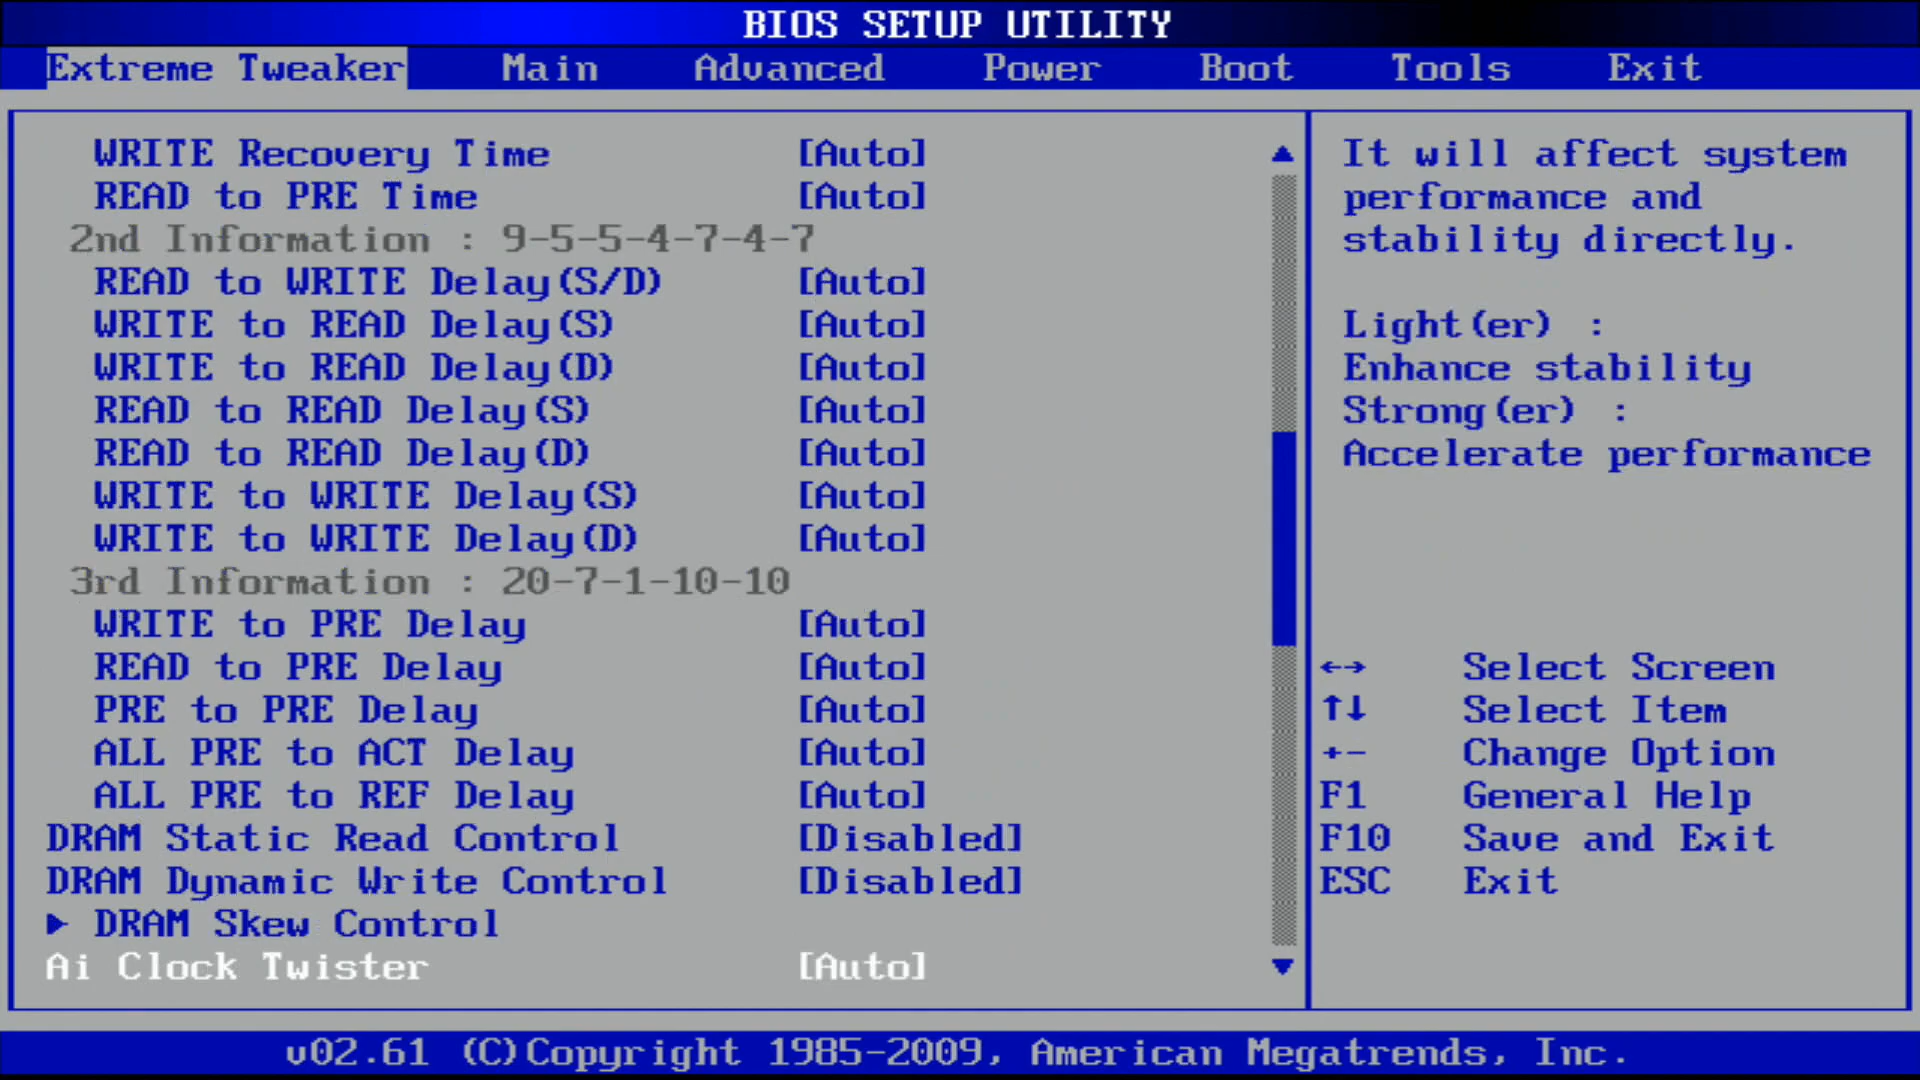 BIOS SETUP UTILITY
Extreme Tweaker Main Advanced Power Boot Tools Exit
WRITE Recovery Time [Auto]
READ to PRE Time [Auto]
2nd Information : 9-5-5-4-7-4-7
READ to WRITE Delay(S/D) [Auto]
WRITE to READ Delay(S) [Auto]
WRITE to READ Delay(D) [Auto]
READ to READ Delay(S) [Auto]
READ to READ Delay(D) [Auto]
WRITE to WRITE Delay(S) [Auto]
WRITE to WRITE Delay(D) [Auto]
3rd Information : 20-7-1-10-10
WRITE to PRE Delay [Auto]
READ to PRE Delay [Auto]
PRE to PRE Delay [Auto]
ALL PRE to ACT Delay [Auto]
ALL PRE to REF Delay [Auto]
DRAM Static Read Control [Disabled]
DRAM Dynamic Write Control [Disabled]
▶ DRAM Skew Control
Ai Clock Twister [Auto]
It will affect system
performance and
stability directly.
Light(er) :
Enhance stability
Strong(er) :
Accelerate performance
←→ Select Screen
↑↓ Select Item
+- Change Option
F1 General Help
F10 Save and Exit
ESC Exit
v02.61 (C)Copyright 1985-2009, American Megatrends, Inc.